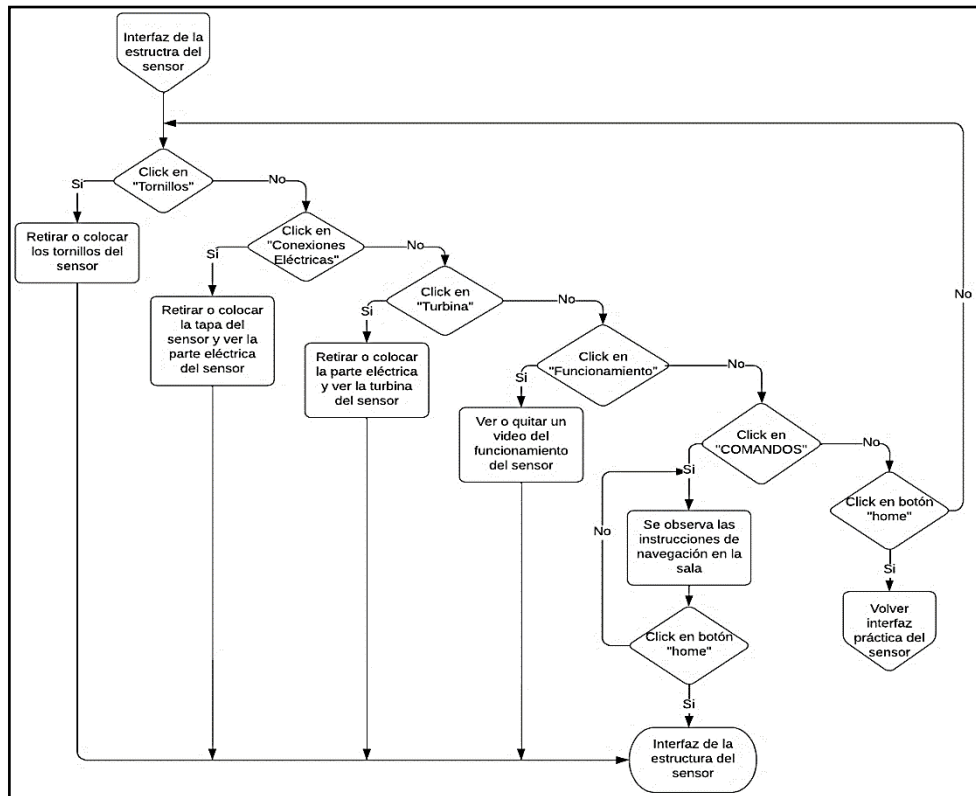 Interfaz de la
estructra del
sensor
Click en
"Tornillos"
Si
No
Retirar o colocar
los tornillos del
sensor
Click en
"Conexiones
Eléctricas"
Si
No
Retirar o colocar
la tapa del
sensor y ver la
parte eléctrica
del sensor
Click en
"Turbina"
Si
No
Retirar o colocar
la parte eléctrica
y ver la turbina
del sensor
Click en
"Funcionamiento"
Si
No
Ver o quitar un
video del
funcionamiento
del sensor
Click en
"COMANDOS"
Si
No
Se observa las
instrucciones de
navegación en la
sala
Click en botón
"home"
No
Si
Click en botón
"home"
No
Si
Volver
interfaz
práctica del
sensor
Interfaz de la
estructura del
sensor